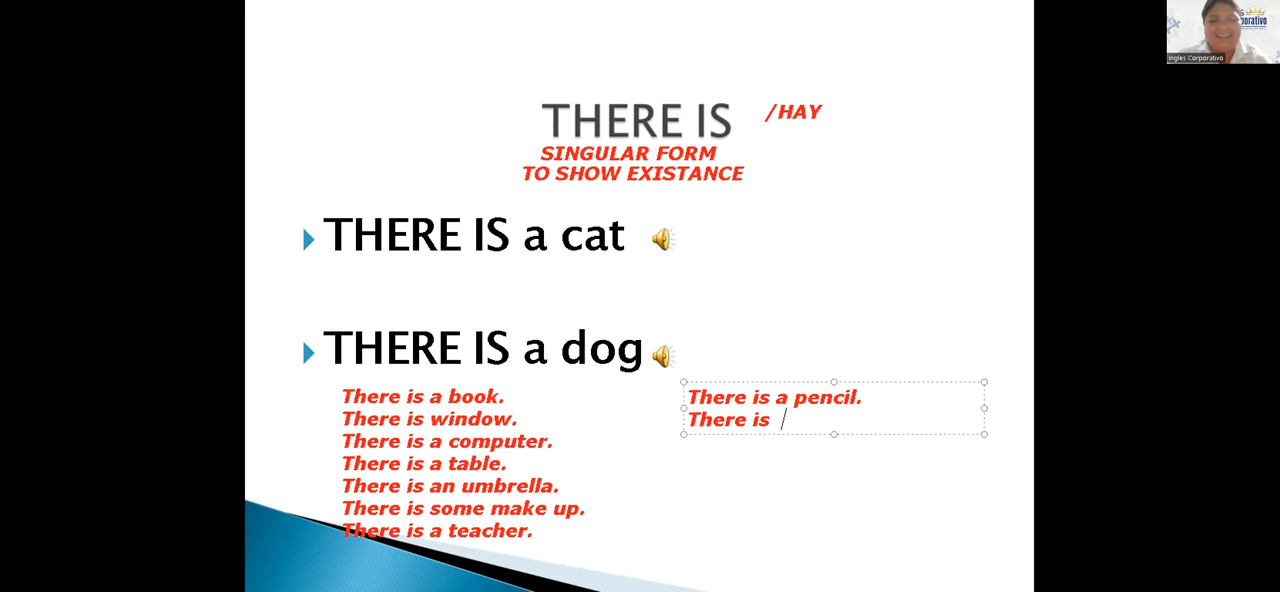 THERE IS /HAY
SINGULAR FORM
TO SHOW EXISTANCE
THERE IS a cat
THERE IS a dog
There is a book.
There is window.
There is a computer.
There is a table.
There is an umbrella.
There is some make up.
There is a teacher.
There is a pencil.
There is
Ingles Corporativo